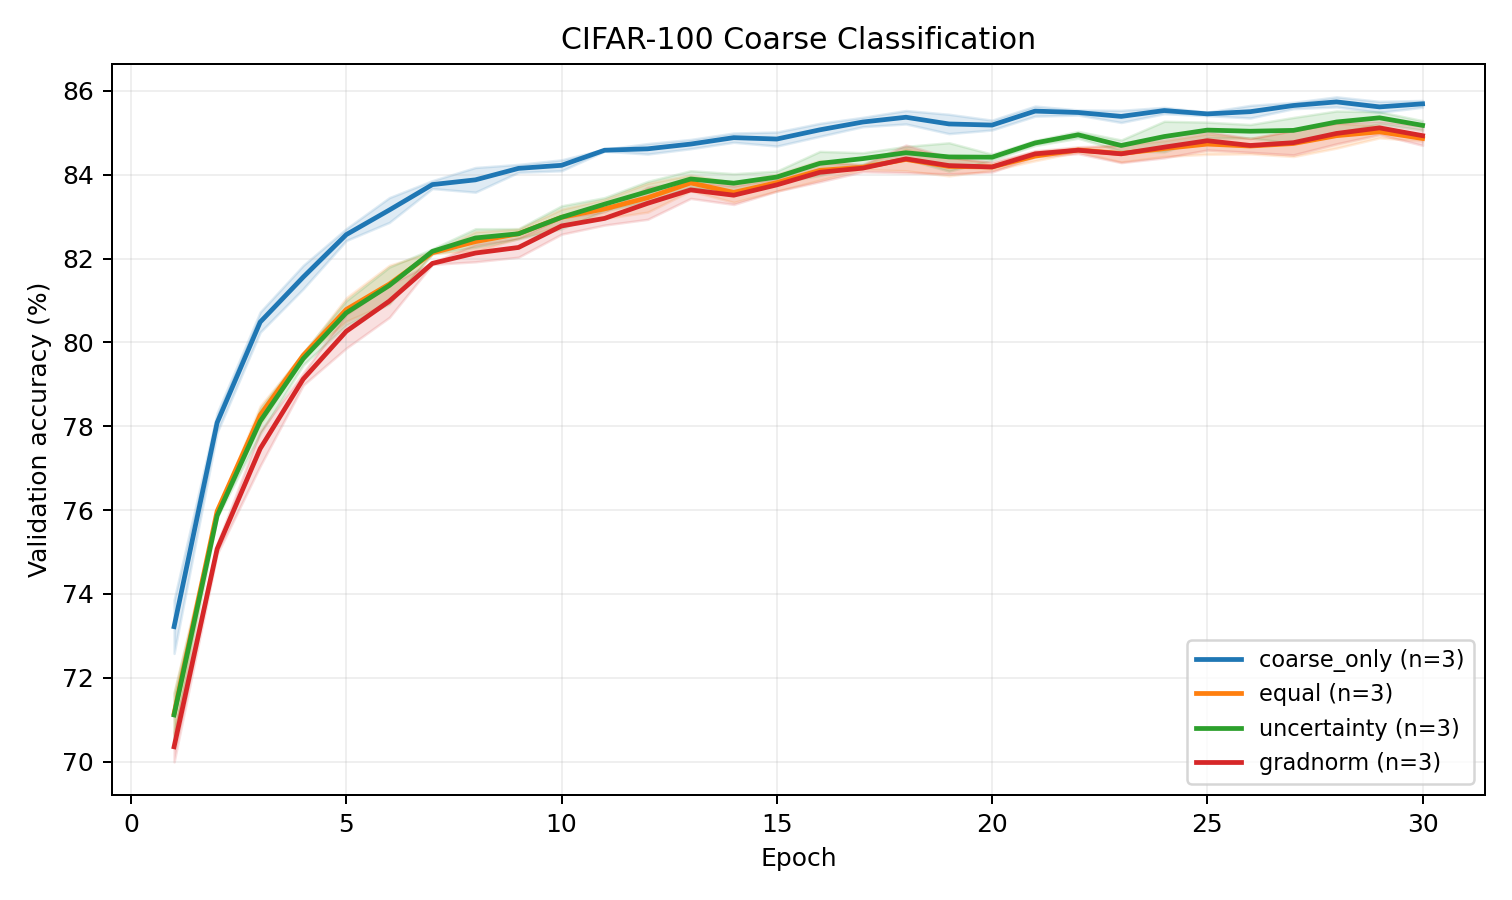 CIFAR-100 Coarse Classification
Validation accuracy (%)
86
84
82
80
78
76
74
72
70
0 5 10 15 20 25 30
Epoch
coarse_only (n=3)
equal (n=3)
uncertainty (n=3)
gradnorm (n=3)